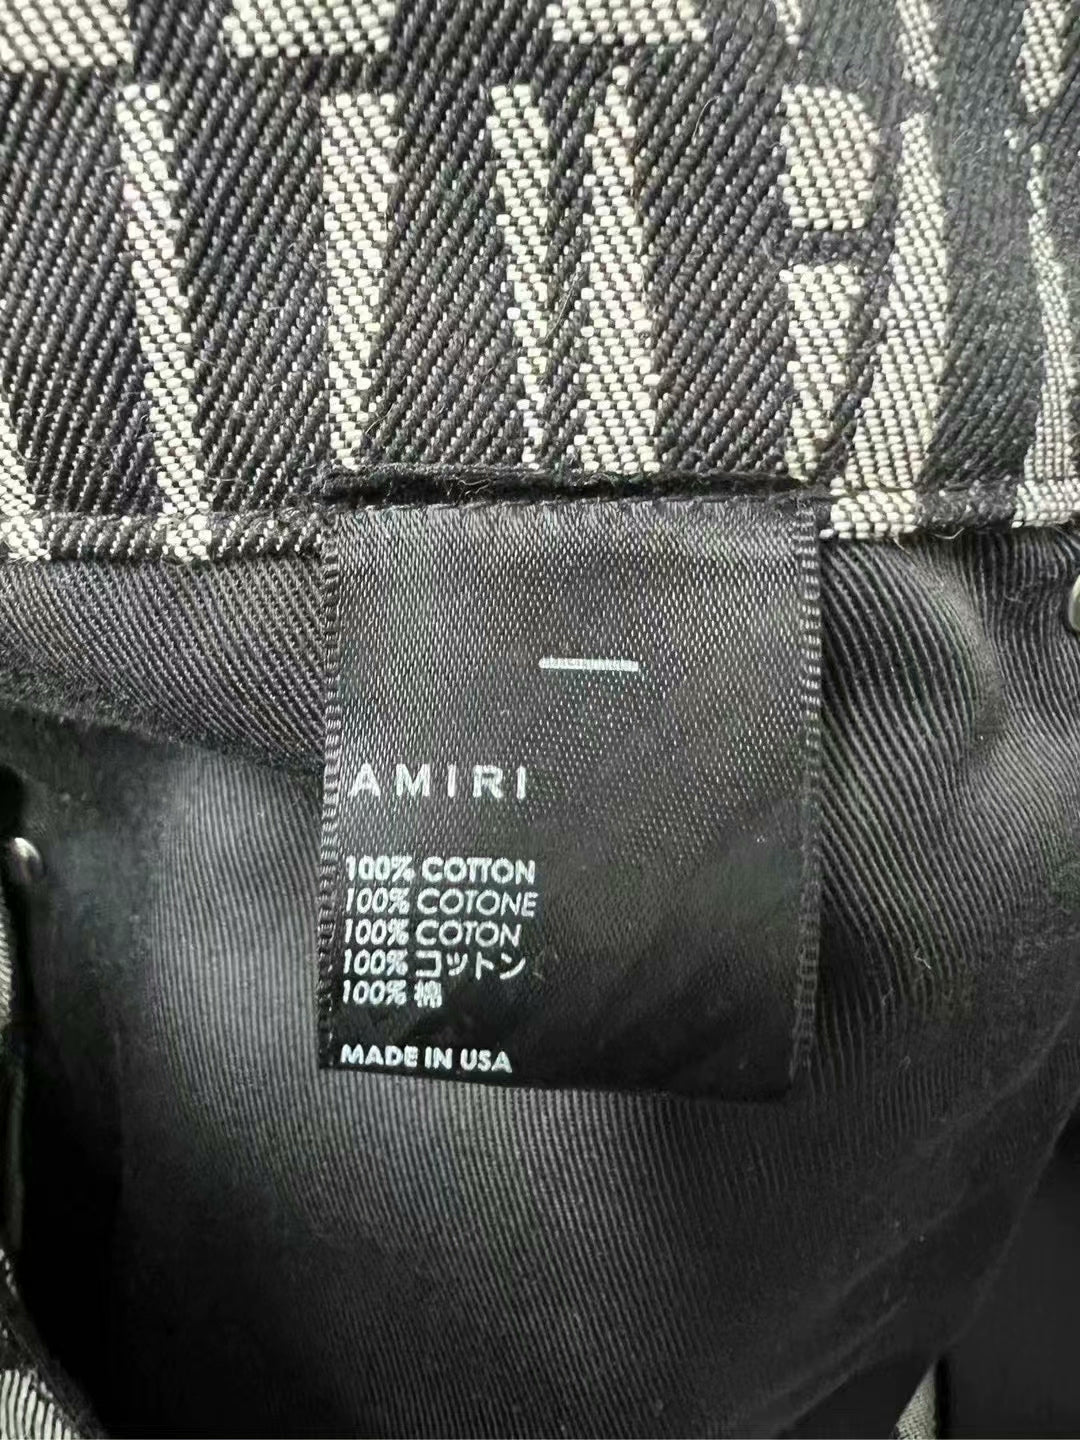 AMIRI
100% COTTON
100% COTONE
100% COTON
100% コットン
100% 棉
MADE IN USA